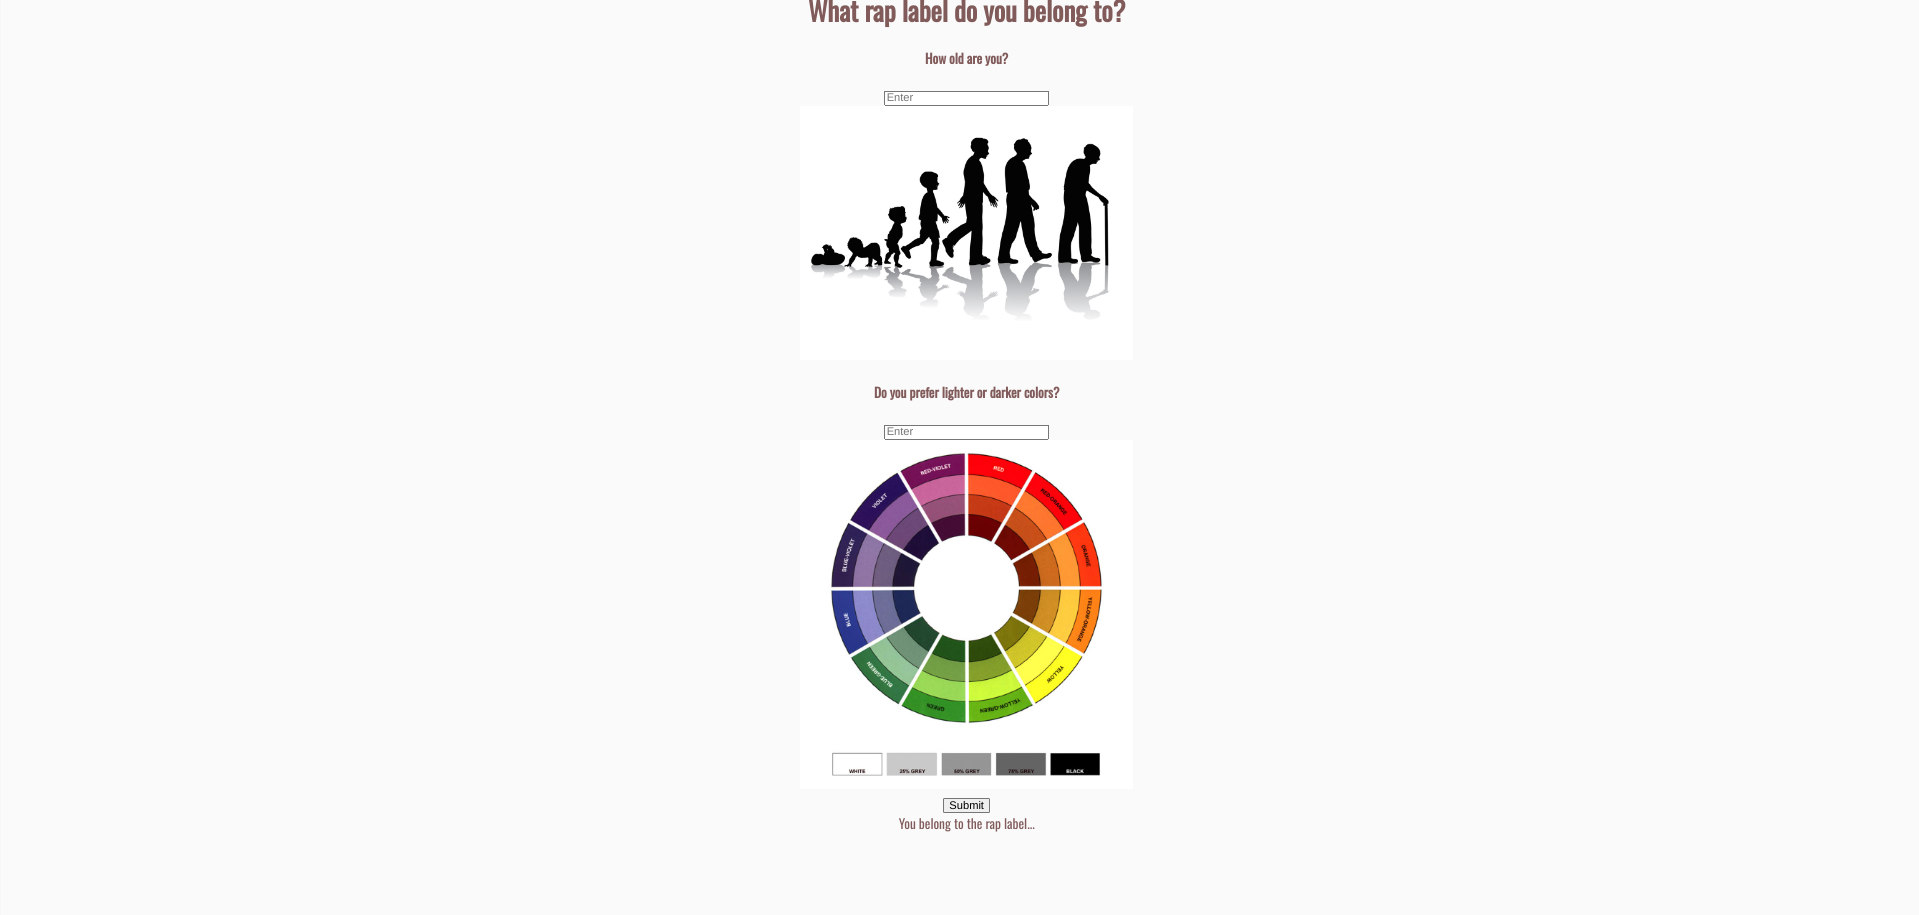 What rap label do you belong to?
How old are you?
Enter
Do you prefer lighter or darker colors?
Enter
RED-VIOLET
RED
VIOLET
RED-ORANGE
BLUE-VIOLET
ORANGE
BLUE
YELLOW-ORANGE
BLUE-GREEN
YELLOW
GREEN
YELLOW-GREEN
WHITE 25% GREY 50% GREY 75% GREY BLACK
Submit
You belong to the rap label...